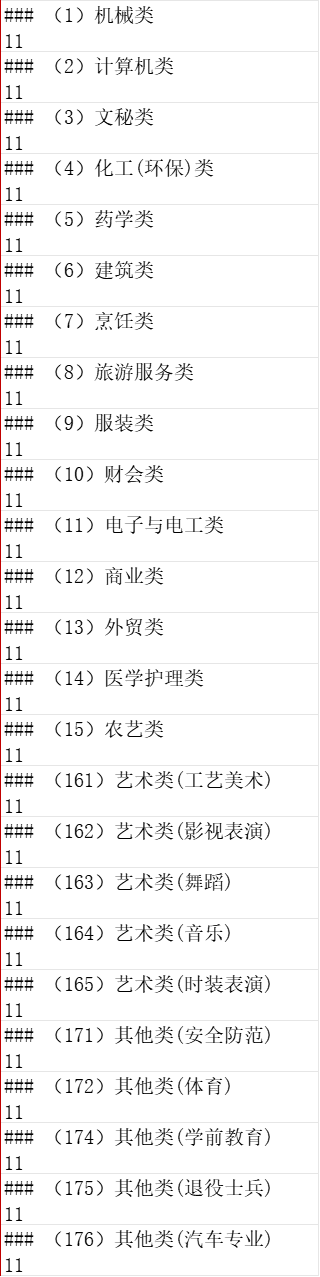 ### （1）机械类
11
### （2）计算机类
11
### （3）文秘类
11
### （4）化工(环保)类
11
### （5）药学类
11
### （6）建筑类
11
### （7）烹饪类
11
### （8）旅游服务类
11
### （9）服装类
11
### （10）财会类
11
### （11）电子与电工类
11
### （12）商业类
11
### （13）外贸类
11
### （14）医学护理类
11
### （15）农艺类
11
### （161）艺术类(工艺美术)
11
### （162）艺术类(影视表演)
11
### （163）艺术类(舞蹈)
11
### （164）艺术类(音乐)
11
### （165）艺术类(时装表演)
11
### （171）其他类(安全防范)
11
### （172）其他类(体育)
11
### （174）其他类(学前教育)
11
### （175）其他类(退役士兵)
11
### （176）其他类(汽车专业)
11